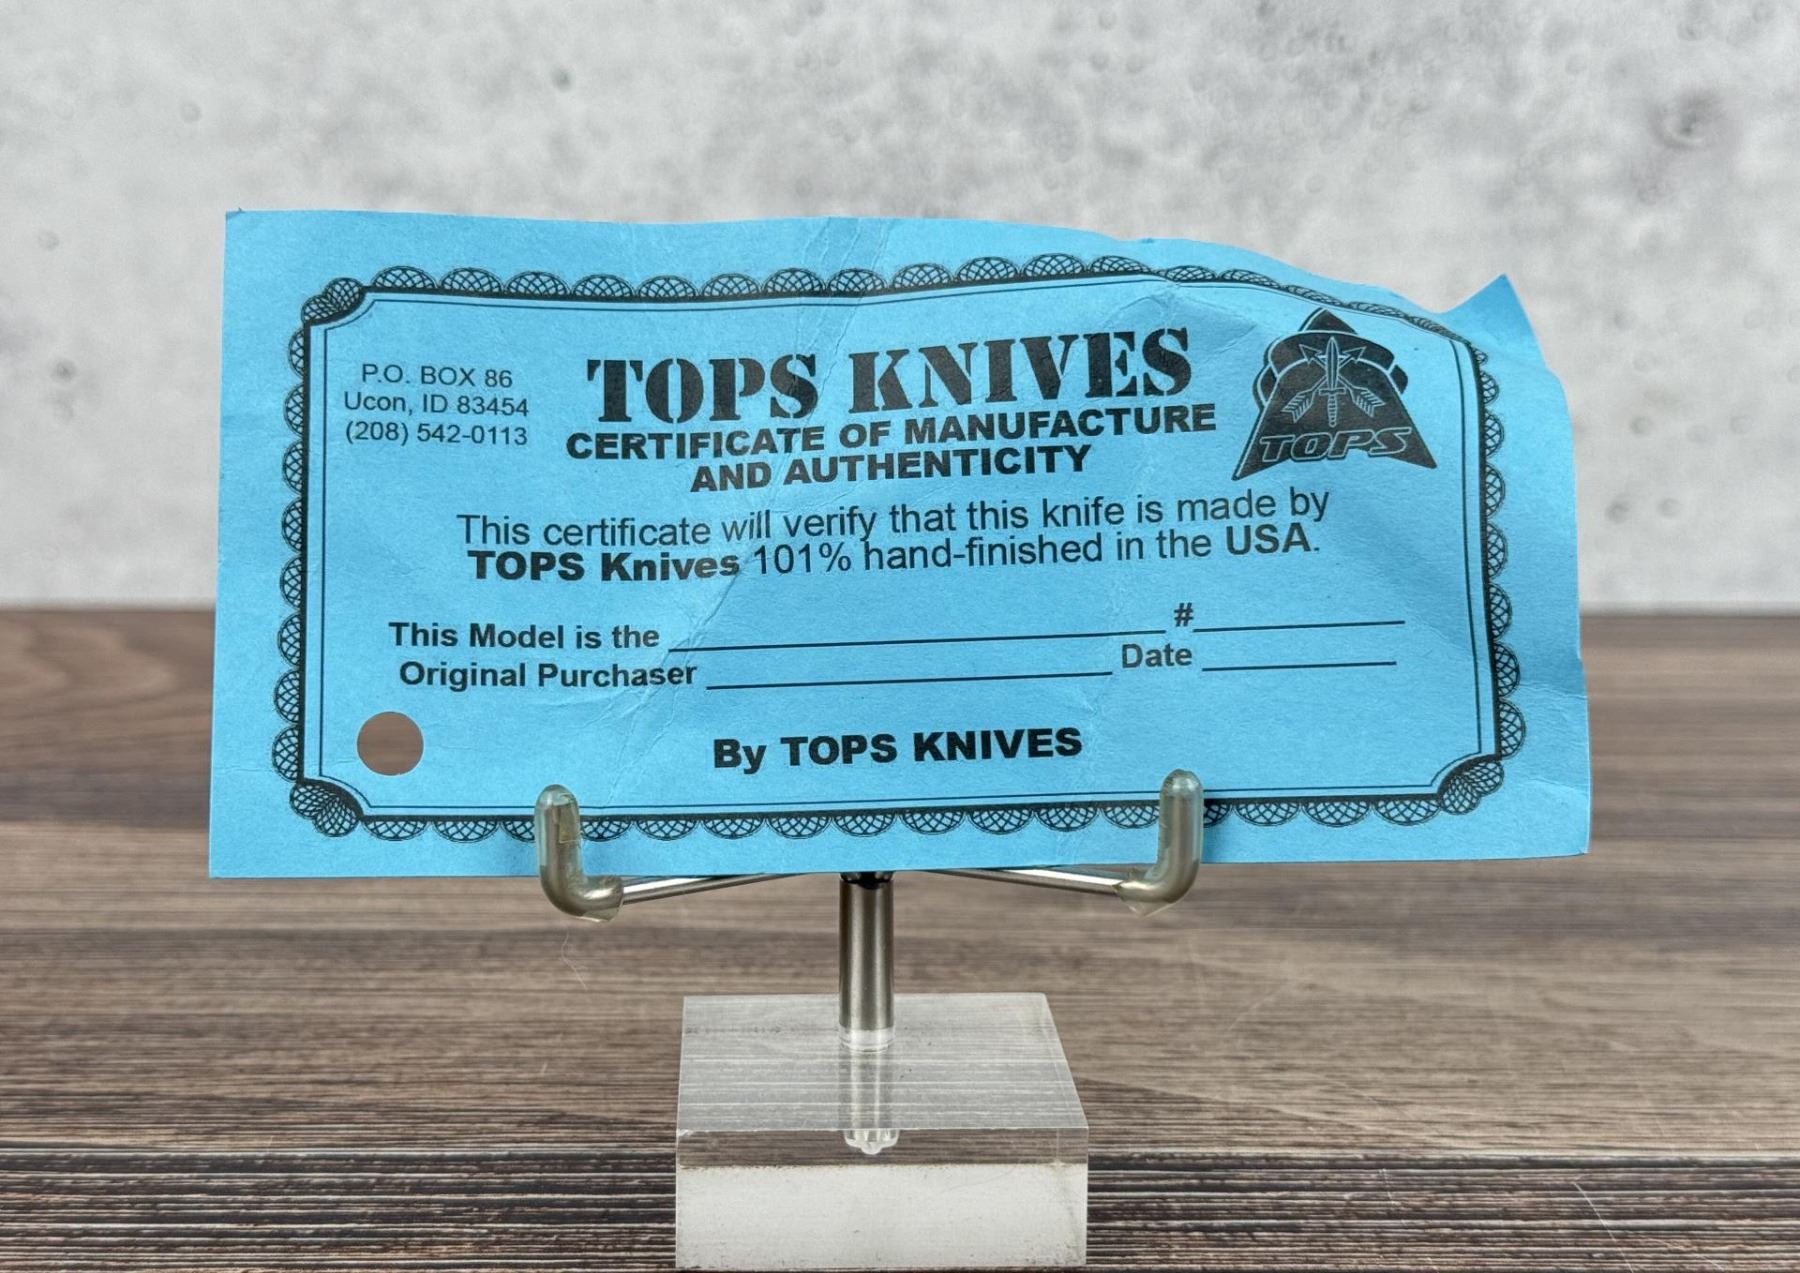 P.O. BOX 86
Ucon, ID 83454
(208) 542-0113
TOPS KNIVES
CERTIFICATE OF MANUFACTURE
AND AUTHENTICITY
TOPS
This certificate will verify that this knife is made by
TOPS Knives 101% hand-finished in the USA.
This Model is the #
Original Purchaser Date
By TOPS KNIVES